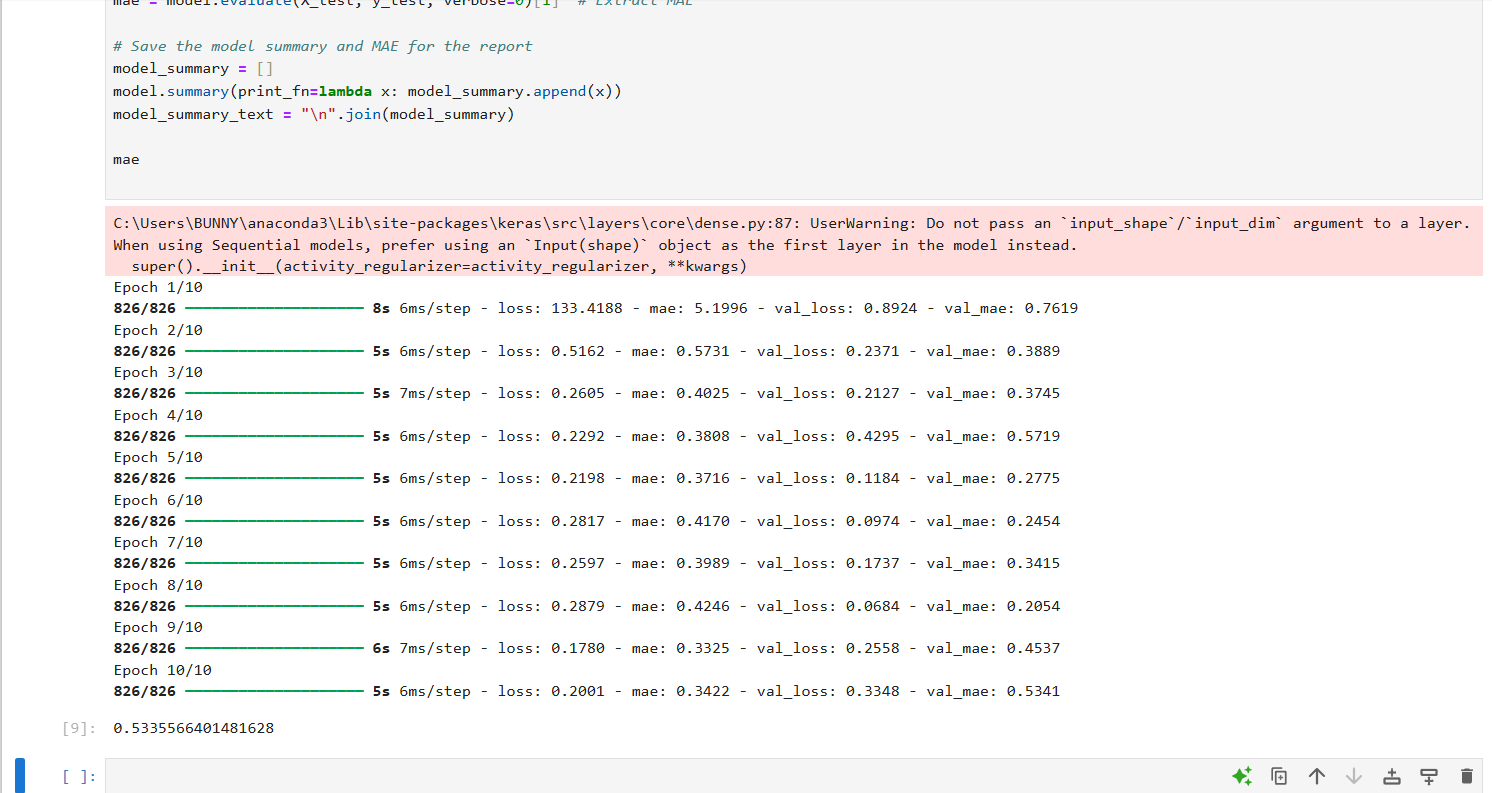 mae = model.evaluate(X_test, y_test, verbose=0)[1]  # Extract MAE
# Save the model summary and MAE for the report
model_summary = []
model.summary(print_fn=lambda x: model_summary.append(x))
model_summary_text = "\n".join(model_summary)
mae
C:\Users\BUNNY\anaconda3\Lib\site-packages\keras\src\layers\core\dense.py:87: UserWarning: Do not pass an `input_shape`/`input_dim` argument to a layer.
When using Sequential models, prefer using an `Input(shape)` object as the first layer in the model instead.
  super().__init__(activity_regularizer=activity_regularizer, **kwargs)
Epoch 1/10
826/826 ━━━━━━━━━━━━━━━━━━━━ 8s 6ms/step - loss: 133.4188 - mae: 5.1996 - val_loss: 0.8924 - val_mae: 0.7619
Epoch 2/10
826/826 ━━━━━━━━━━━━━━━━━━━━ 5s 6ms/step - loss: 0.5162 - mae: 0.5731 - val_loss: 0.2371 - val_mae: 0.3889
Epoch 3/10
826/826 ━━━━━━━━━━━━━━━━━━━━ 5s 7ms/step - loss: 0.2605 - mae: 0.4025 - val_loss: 0.2127 - val_mae: 0.3745
Epoch 4/10
826/826 ━━━━━━━━━━━━━━━━━━━━ 5s 6ms/step - loss: 0.2292 - mae: 0.3808 - val_loss: 0.4295 - val_mae: 0.5719
Epoch 5/10
826/826 ━━━━━━━━━━━━━━━━━━━━ 5s 6ms/step - loss: 0.2198 - mae: 0.3716 - val_loss: 0.1184 - val_mae: 0.2775
Epoch 6/10
826/826 ━━━━━━━━━━━━━━━━━━━━ 5s 6ms/step - loss: 0.2817 - mae: 0.4170 - val_loss: 0.0974 - val_mae: 0.2454
Epoch 7/10
826/826 ━━━━━━━━━━━━━━━━━━━━ 5s 6ms/step - loss: 0.2597 - mae: 0.3989 - val_loss: 0.1737 - val_mae: 0.3415
Epoch 8/10
826/826 ━━━━━━━━━━━━━━━━━━━━ 5s 6ms/step - loss: 0.2879 - mae: 0.4246 - val_loss: 0.0684 - val_mae: 0.2054
Epoch 9/10
826/826 ━━━━━━━━━━━━━━━━━━━━ 6s 7ms/step - loss: 0.1780 - mae: 0.3325 - val_loss: 0.2558 - val_mae: 0.4537
Epoch 10/10
826/826 ━━━━━━━━━━━━━━━━━━━━ 5s 6ms/step - loss: 0.2001 - mae: 0.3422 - val_loss: 0.3348 - val_mae: 0.5341
[9]: 0.5335566401481628
[ ]: